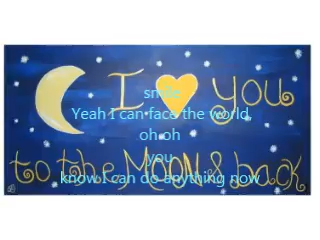 I you
smile
Yeah I can face the world,
oh oh
you
to the MOON & back
know I can do anything now